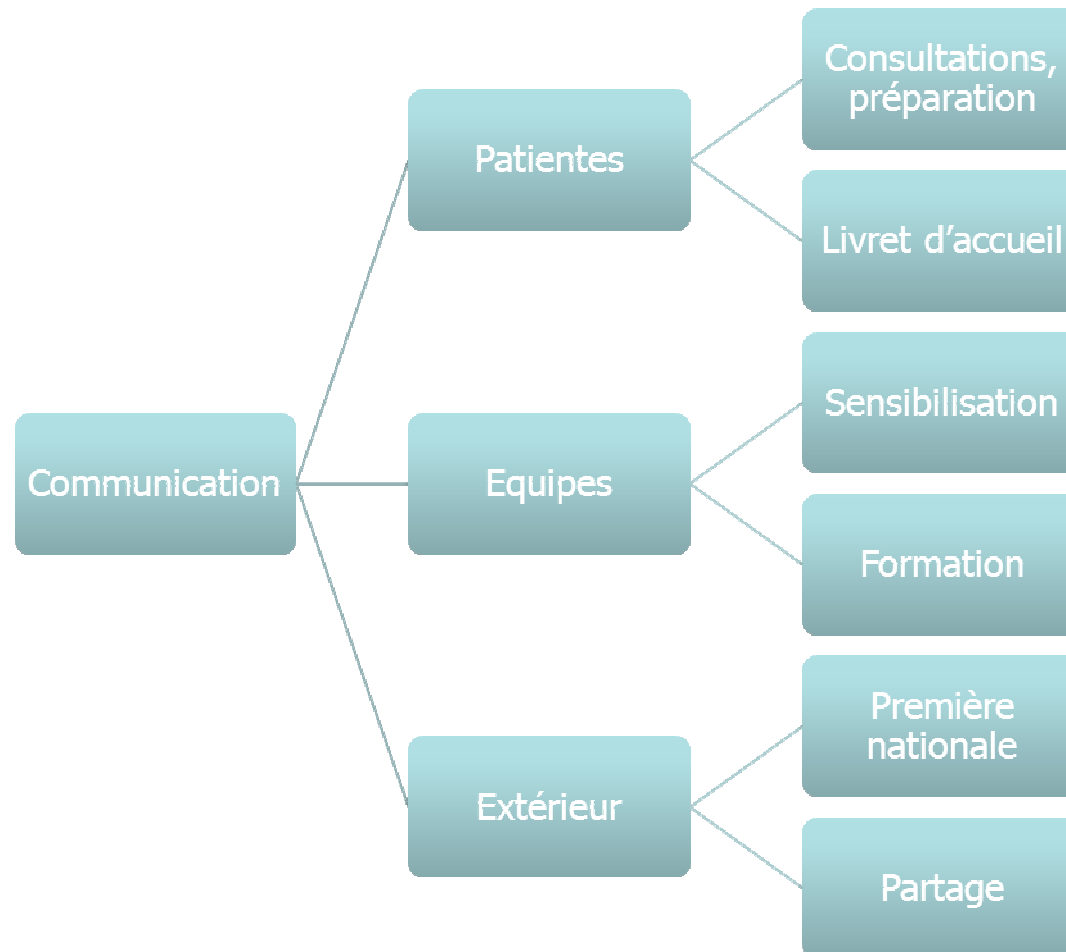 Communication
Patientes
Consultations,
préparation
Livret d’accueil
Equipes
Sensibilisation
Formation
Extérieur
Première
nationale
Partage